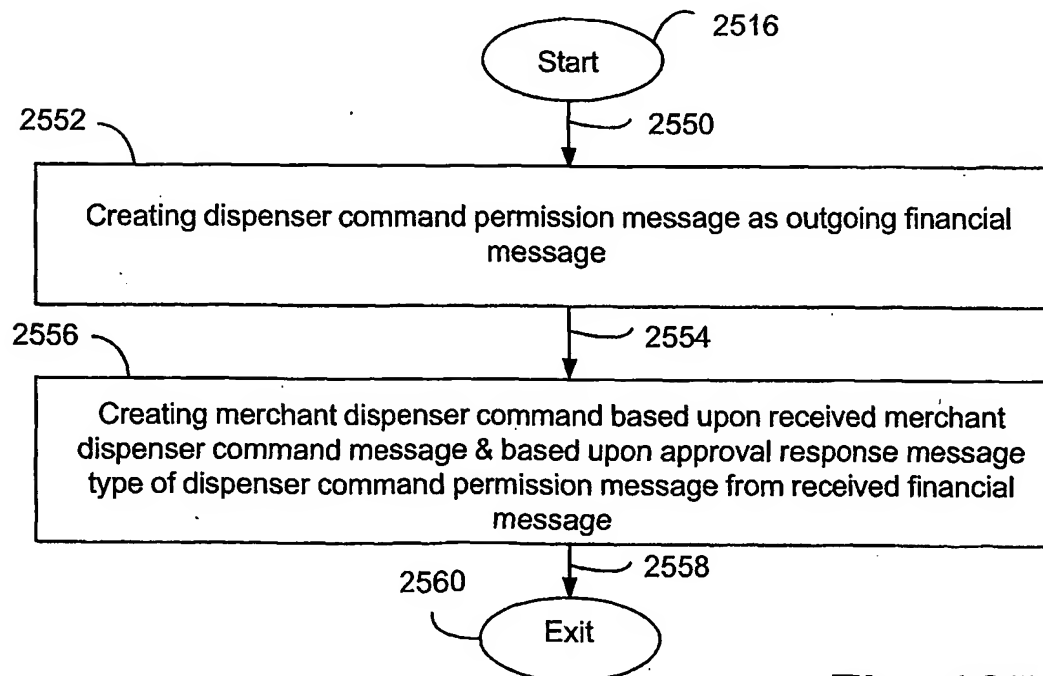 2516
Start
2550
2552
Creating dispenser command permission message as outgoing financial
message
2554
2556
Creating merchant dispenser command based upon received merchant
dispenser command message & based upon approval response message
type of dispenser command permission message from received financial
message
2558
2560
Exit